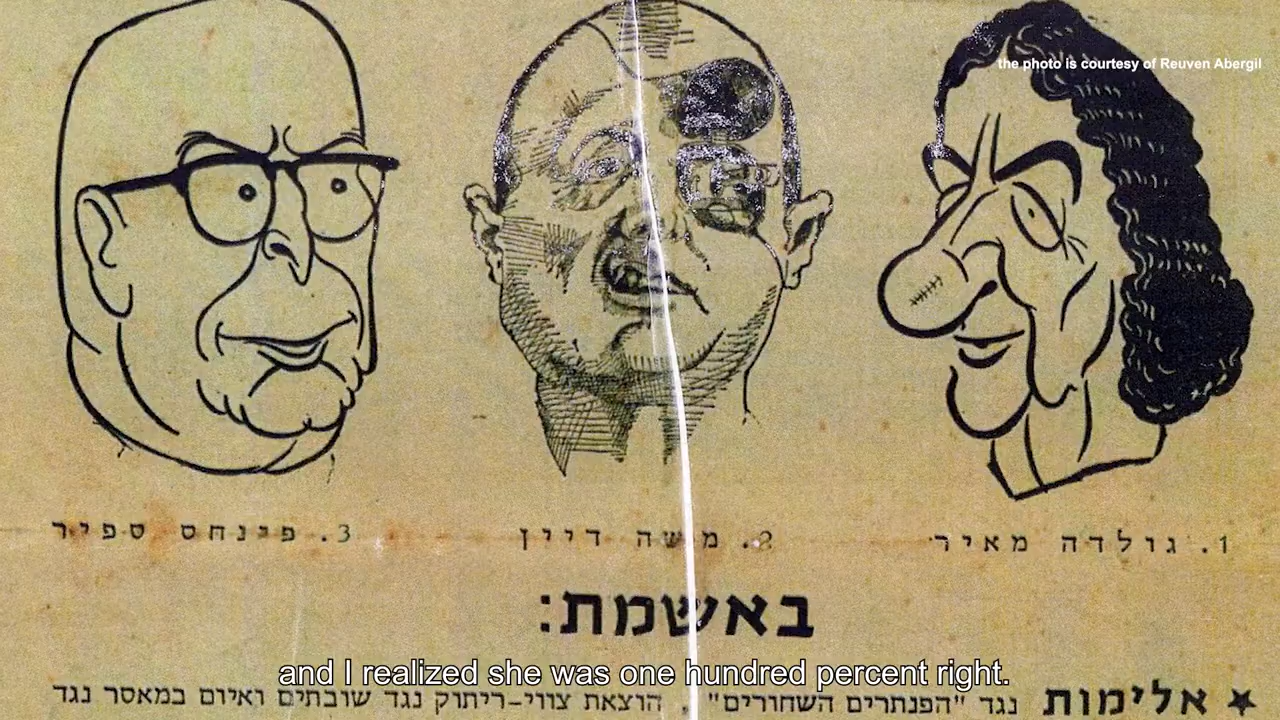 the photo is courtesy of Reuven Abergil
1. גולדה מאיר
2. משה דיין
3. פינחס ספיר
באשמת:
and I realized she was one hundred percent right.
★ אלימות נגד "הפנתרים השחורים", הוצאת צווי-ריתוק נגד שובתים ואיום במאסר נגד